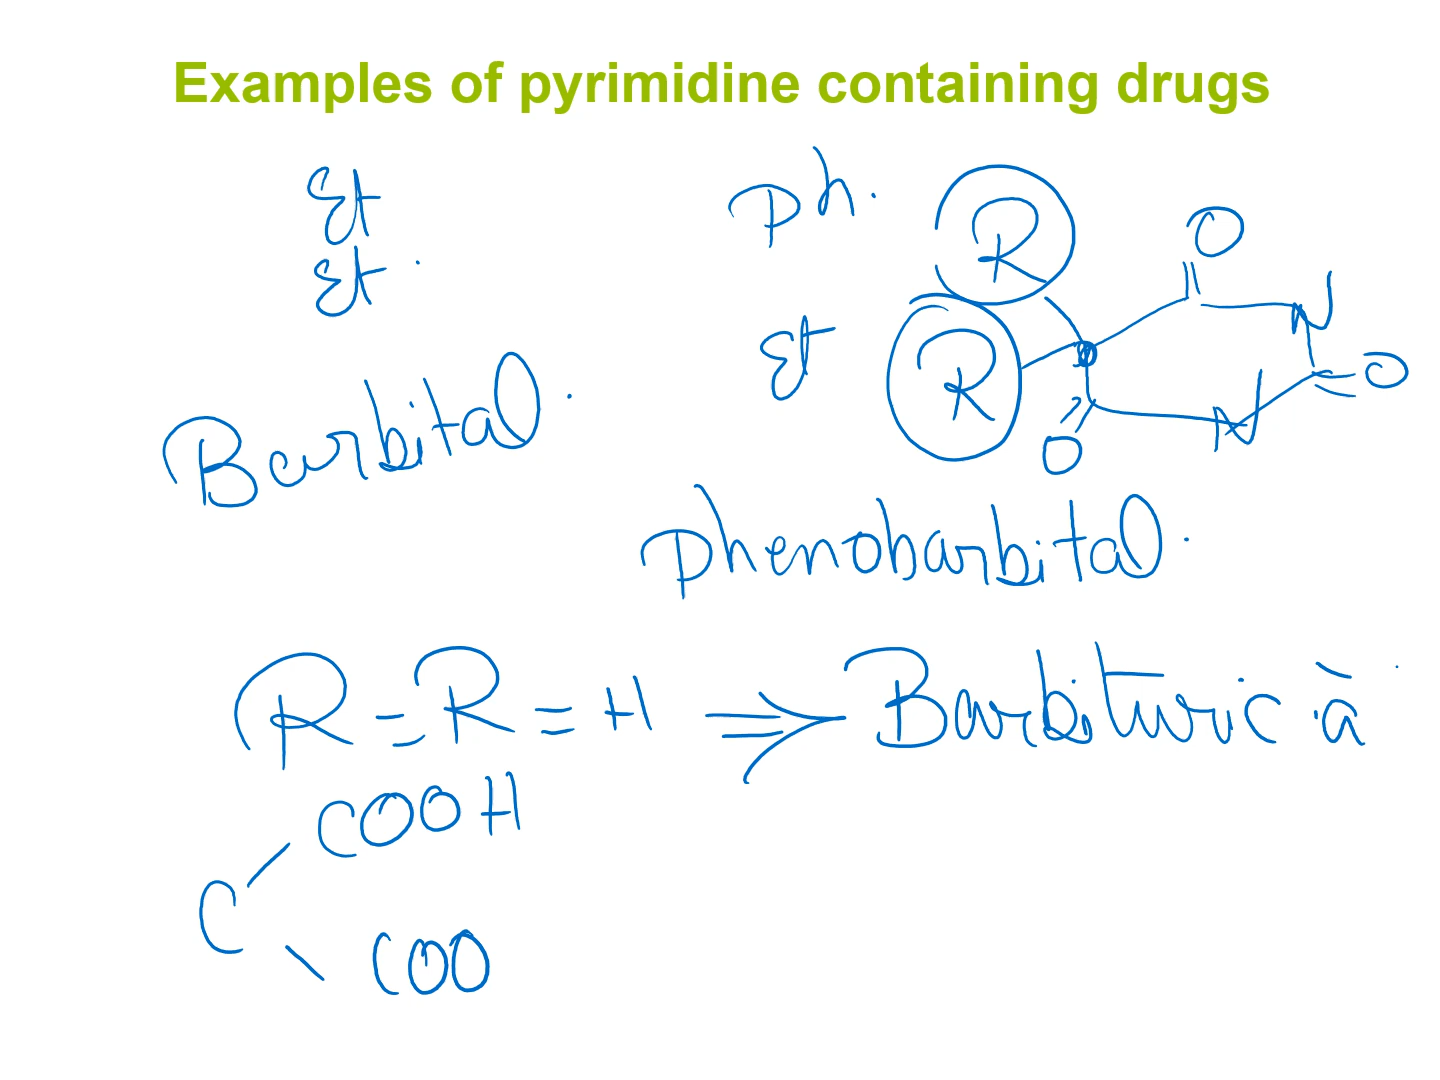 Examples of pyrimidine containing drugs
Et
Et.
Barbital.
Ph.
Et
R
R
O
N
O
N
O
Phenobarbital.
R = R = H ⇒ Barbituric a
COOH
C
COO